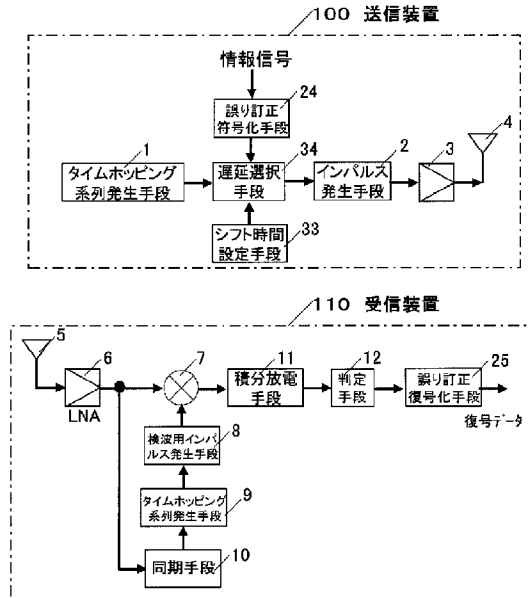 100 送信装置
情報信号
24
誤り訂正
符号化手段
1
タイムホッピング
系列発生手段
34
遅延選択
手段
2
インパルス
発生手段
3
4
シフト時間
設定手段
33
110 受信装置
5
6
LNA
7
11
積分放電
手段
12
判定
手段
25
誤り訂正
復号化手段
復号データ
検波用インパ
ルス発生手段
8
タイムホッピング
系列発生手段
9
同期手段
10